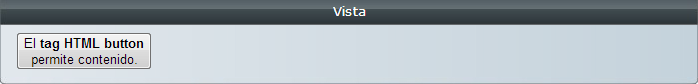 Vista
El tag HTML button
permite contenido.